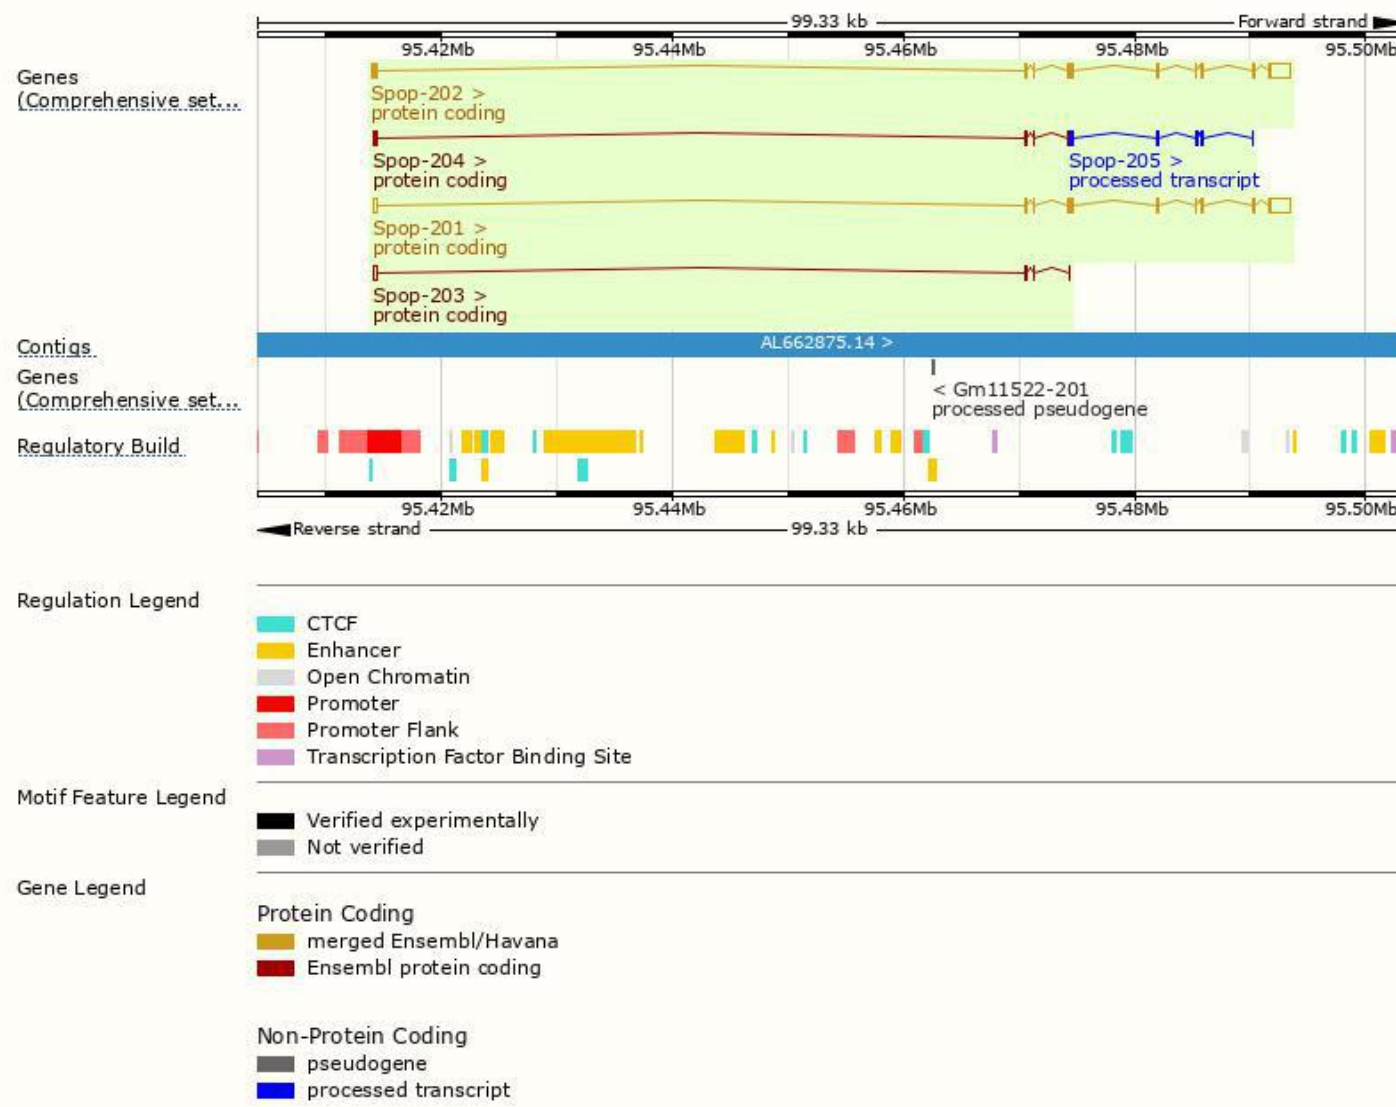 99.33 kb Forward strand
95.42Mb 95.44Mb 95.46Mb 95.48Mb 95.50Mb
Genes
(Comprehensive set...
Spop-202 >
protein coding
Spop-204 > Spop-205 >
protein coding processed transcript
Spop-201 >
protein coding
Spop-203 >
protein coding
Contigs AL662875.14 >
Genes
(Comprehensive set...
< Gm11522-201
processed pseudogene
Regulatory Build
95.42Mb 95.44Mb 95.46Mb 95.48Mb 95.50Mb
Reverse strand 99.33 kb
Regulation Legend
CTCF
Enhancer
Open Chromatin
Promoter
Promoter Flank
Transcription Factor Binding Site
Motif Feature Legend
Verified experimentally
Not verified
Gene Legend
Protein Coding
merged Ensembl/Havana
Ensembl protein coding
Non-Protein Coding
pseudogene
processed transcript